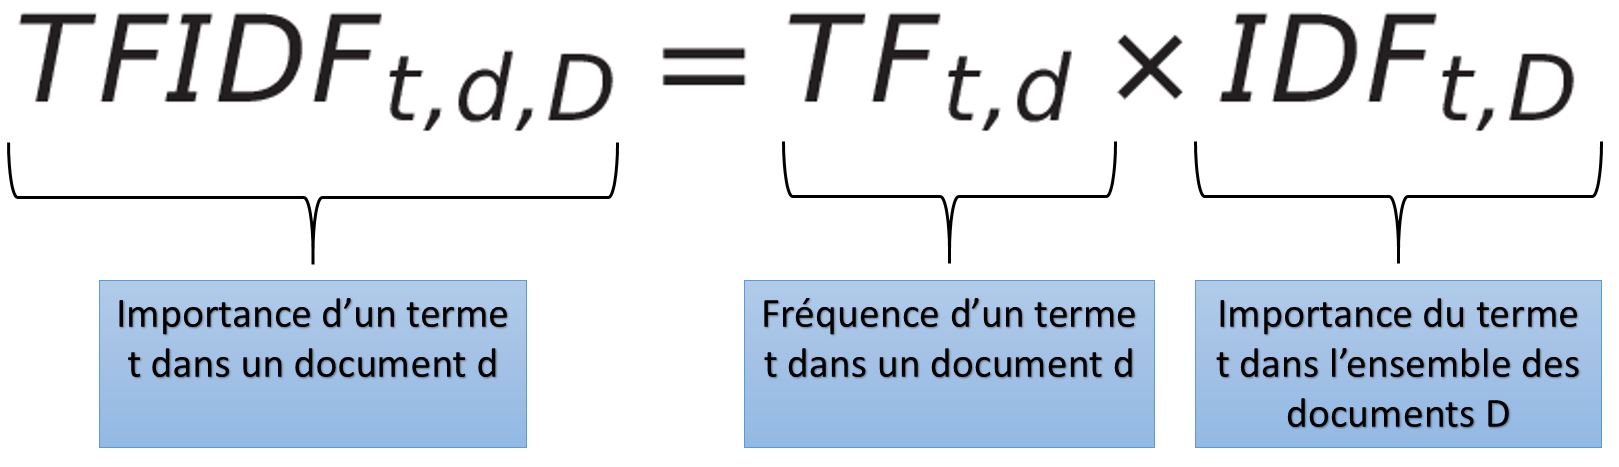 TFIDF_{t,d,D} = TF_{t,d} × IDF_{t,D}
Importance d’un terme
t dans un document d
Fréquence d’un terme
t dans un document d
Importance du terme
t dans l’ensemble des
documents D